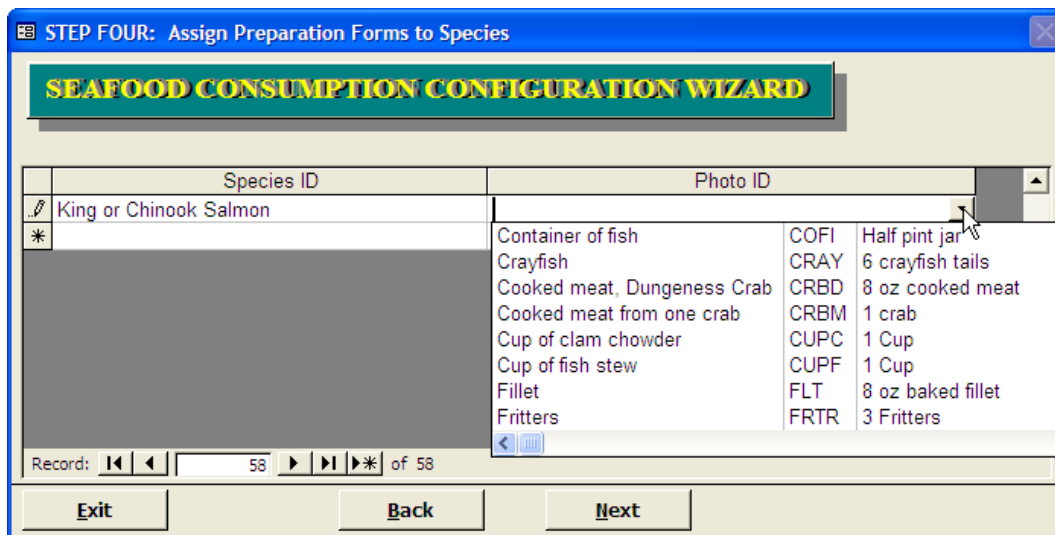 STEP FOUR: Assign Preparation Forms to Species
SEAFOOD CONSUMPTION CONFIGURATION WIZARD
Species ID Photo ID
King or Chinook Salmon
Container of fish COFI Half pint jar
Crayfish CRAY 6 crayfish tails
Cooked meat, Dungeness Crab CRBD 8 oz cooked meat
Cooked meat from one crab CRBM 1 crab
Cup of clam chowder CUPC 1 Cup
Cup of fish stew CUPF 1 Cup
Fillet FLT 8 oz baked fillet
Fritters FRTR 3 Fritters
Record: 58 of 58
Exit Back Next